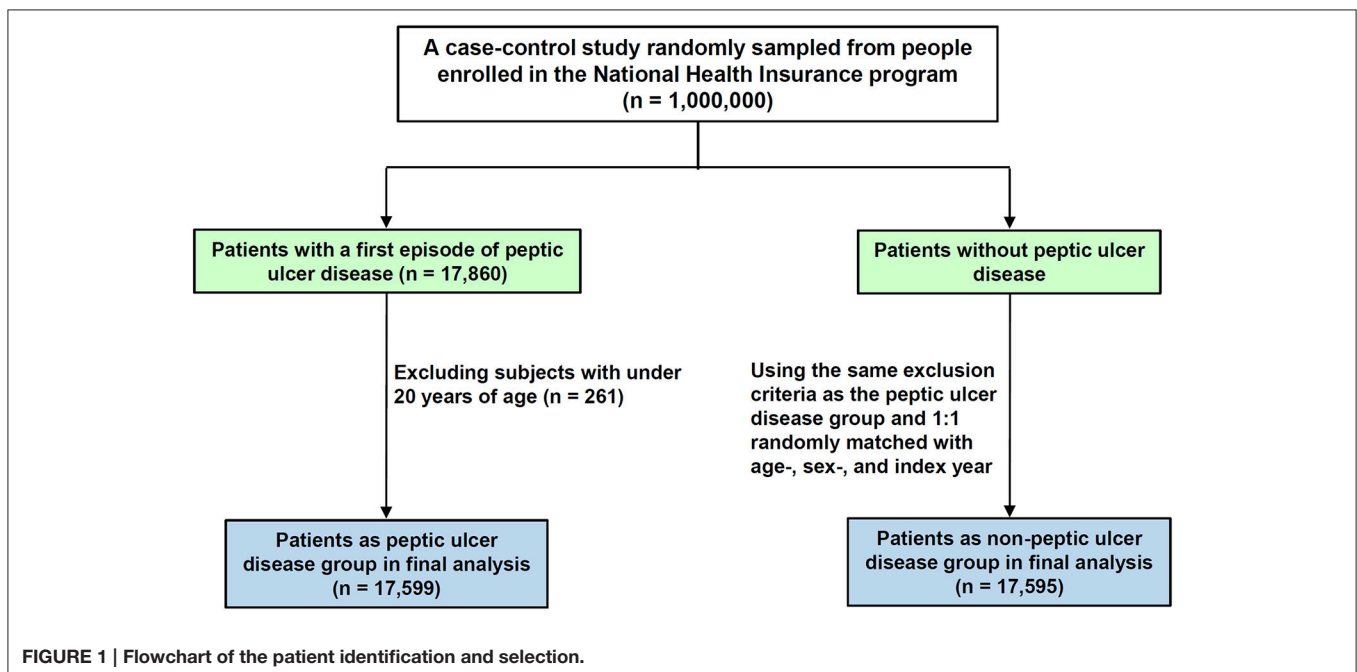 A case-control study randomly sampled from people
enrolled in the National Health Insurance program
(n = 1,000,000)
Patients with a first episode of peptic
ulcer disease (n = 17,860)
Patients without peptic ulcer
disease
Excluding subjects with under
20 years of age (n = 261)
Using the same exclusion
criteria as the peptic ulcer
disease group and 1:1
randomly matched with
age-, sex-, and index year
Patients as peptic ulcer
disease group in final analysis
(n = 17,599)
Patients as non-peptic ulcer
disease group in final analysis
(n = 17,595)
FIGURE 1 | Flowchart of the patient identification and selection.